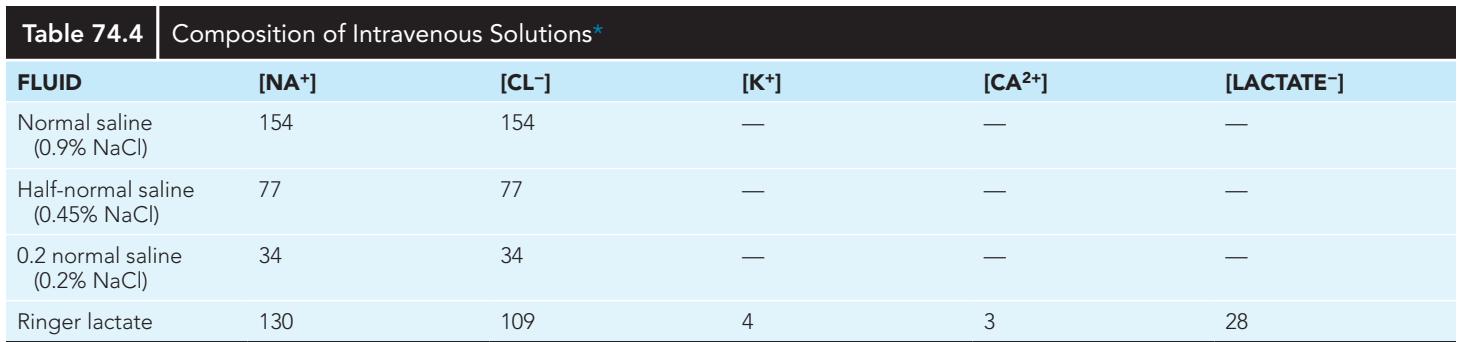 Table 74.4 Composition of Intravenous Solutions*
FLUID [NA⁺] [CL⁻] [K⁺] [CA²⁺] [LACTATE⁻]
Normal saline 154 154 — — —
(0.9% NaCl)
Half-normal saline 77 77 — — —
(0.45% NaCl)
0.2 normal saline 34 34 — — —
(0.2% NaCl)
Ringer lactate 130 109 4 3 28